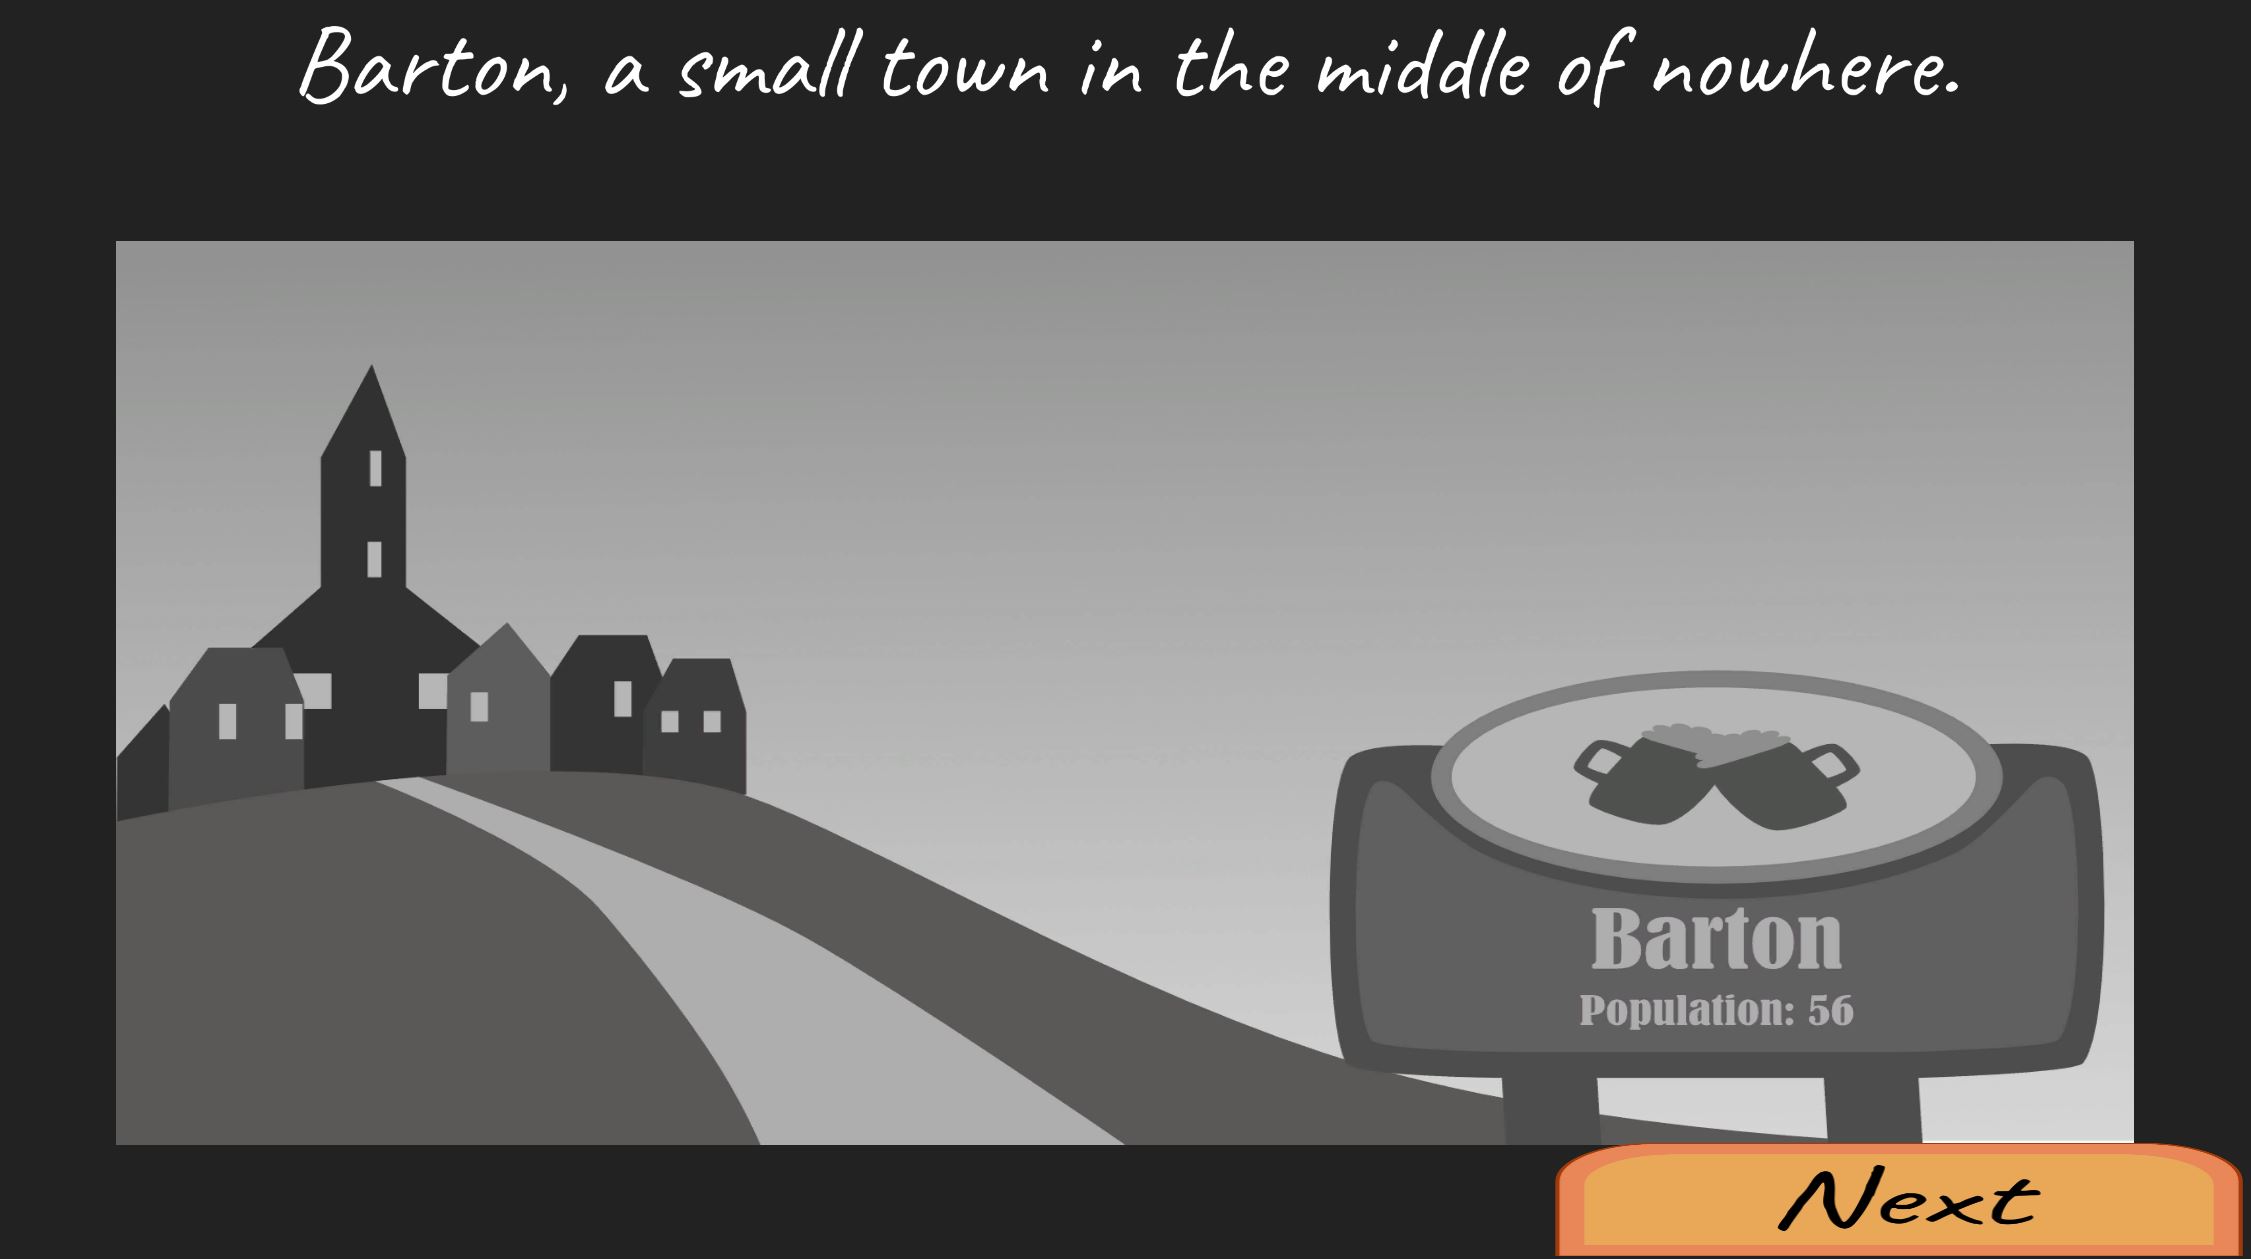 Barton, a small town in the middle of nowhere.
Barton
Population: 56
Next